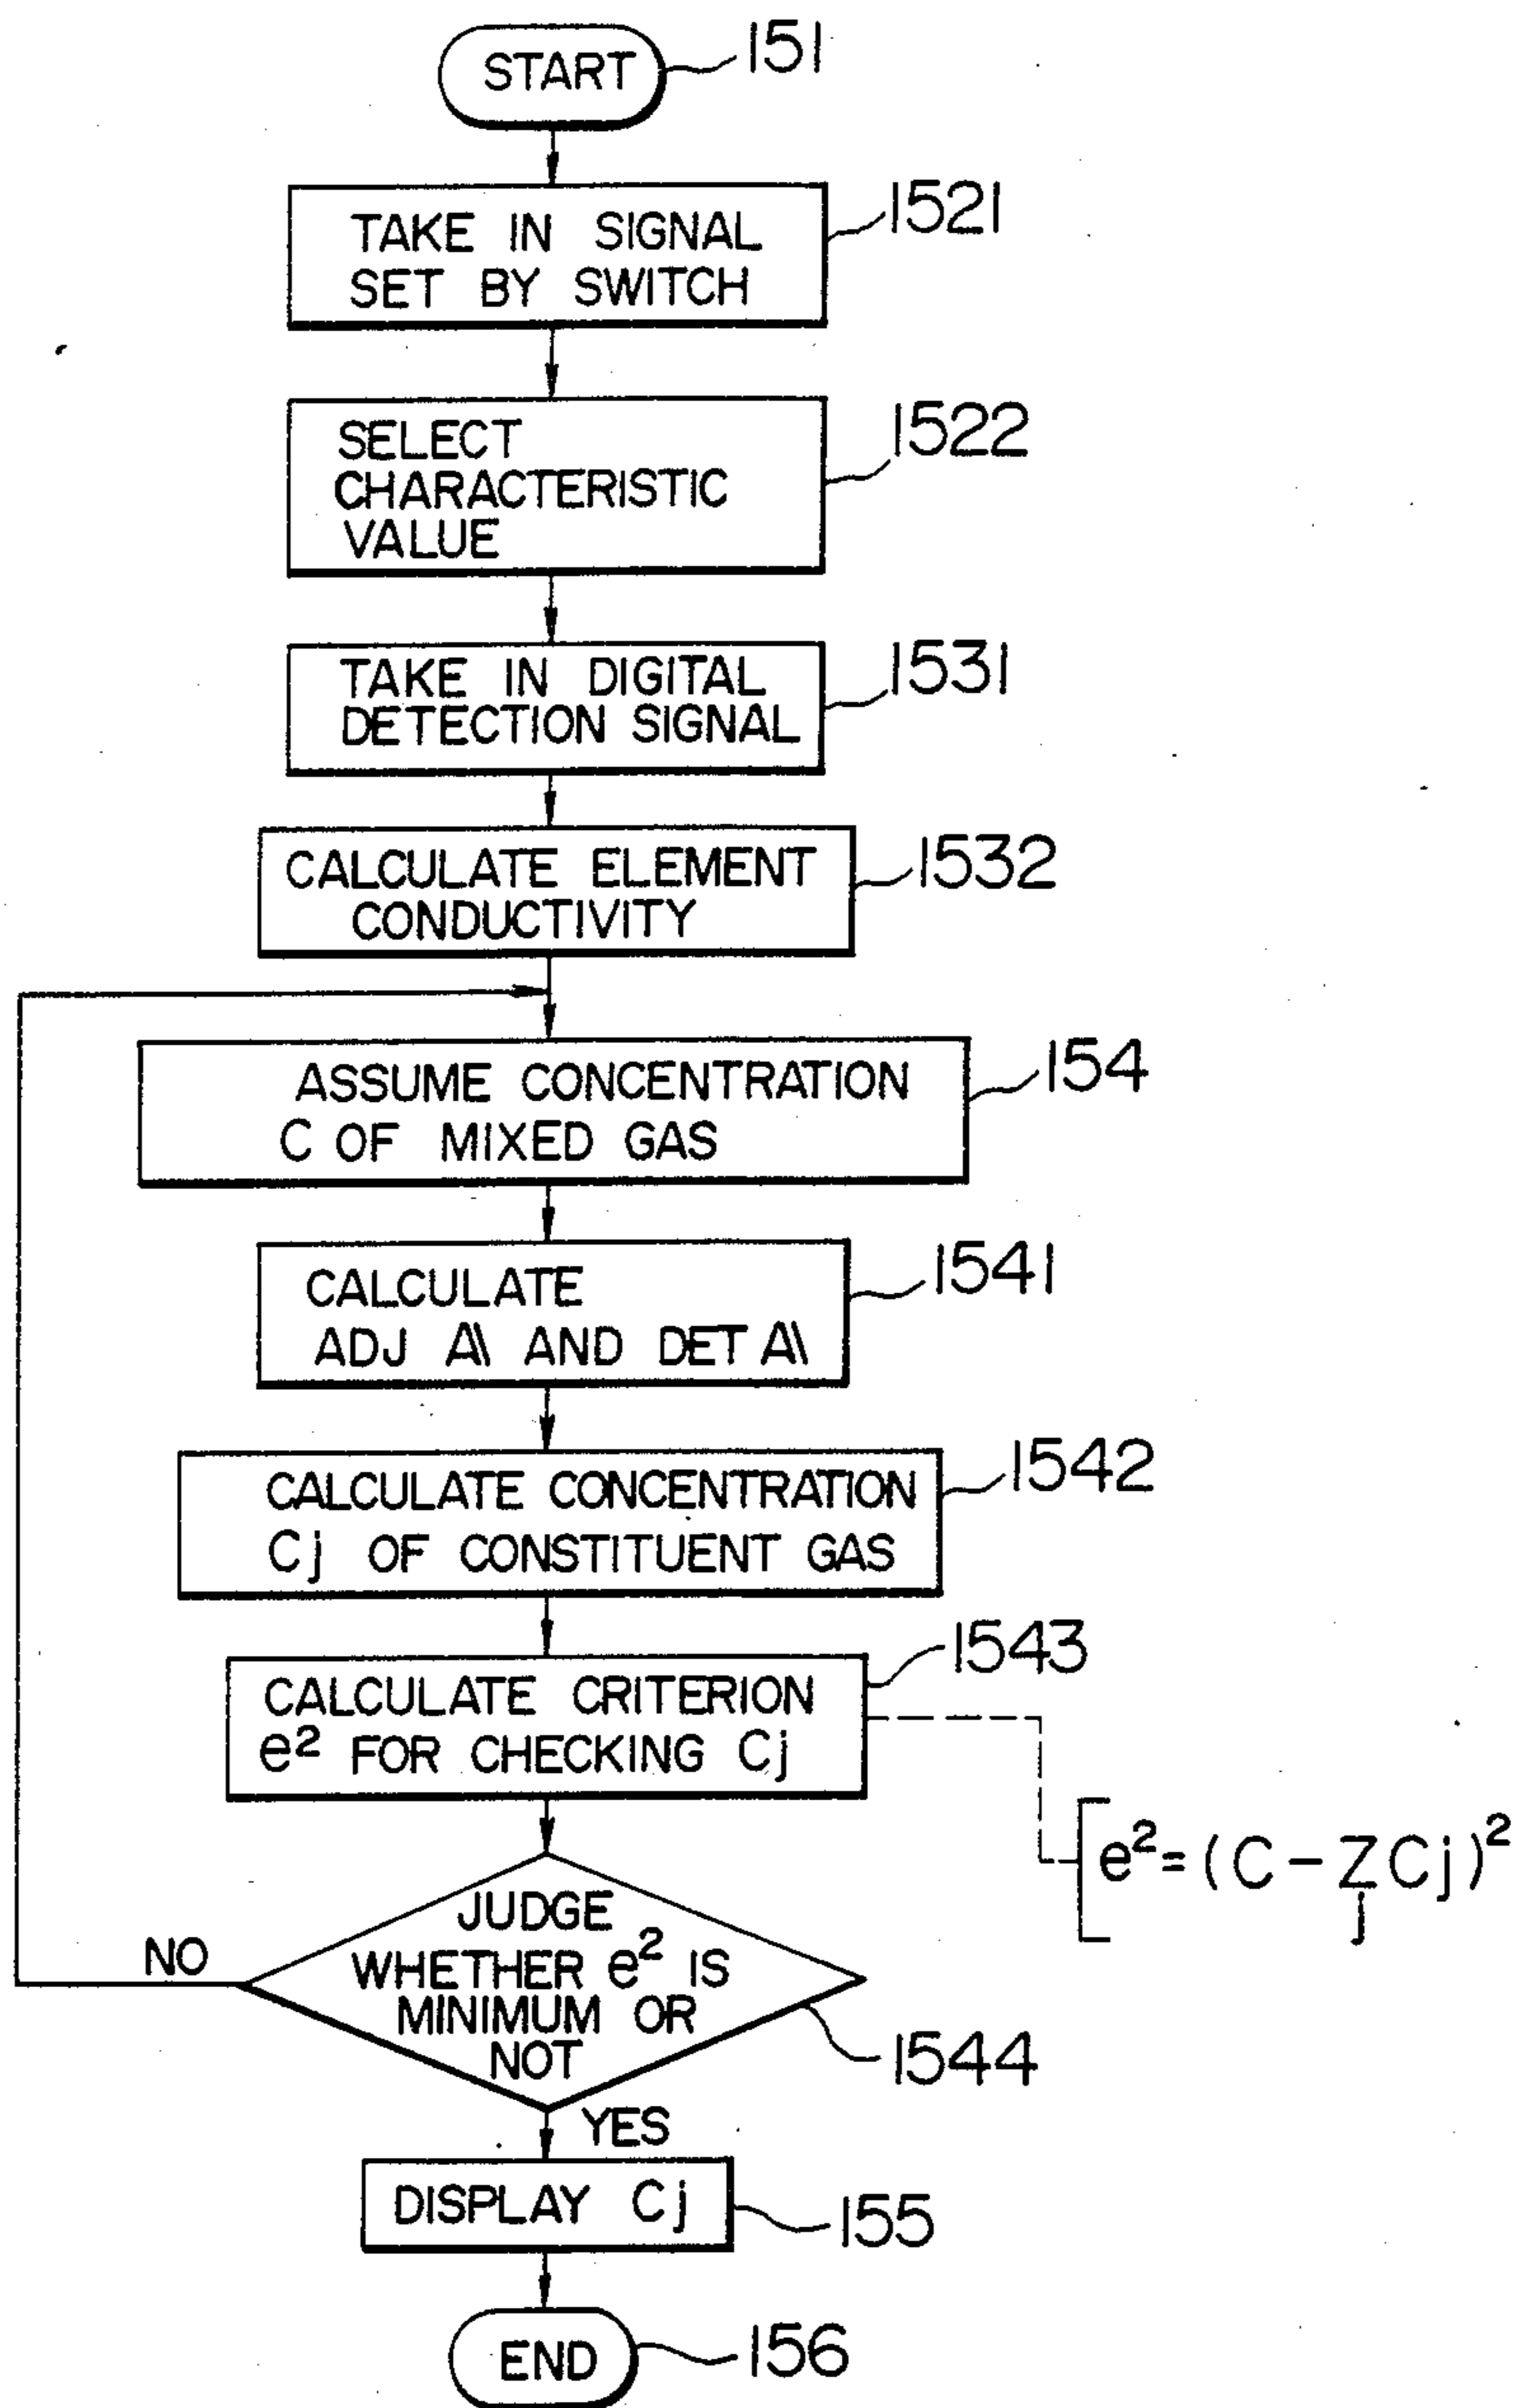 START
151
TAKE IN SIGNAL
SET BY SWITCH
1521
SELECT
CHARACTERISTIC
VALUE
1522
TAKE IN DIGITAL
DETECTION SIGNAL
1531
CALCULATE ELEMENT
CONDUCTIVITY
1532
ASSUME CONCENTRATION
C OF MIXED GAS
154
CALCULATE
ADJ A AND DET A
1541
CALCULATE CONCENTRATION
Cj OF CONSTITUENT GAS
1542
CALCULATE CRITERION
e² FOR CHECKING Cj
1543
e² = (C - Σ Cj)²
j
JUDGE
WHETHER e² IS
MINIMUM OR
NOT
1544
NO
YES
DISPLAY Cj
155
END
156